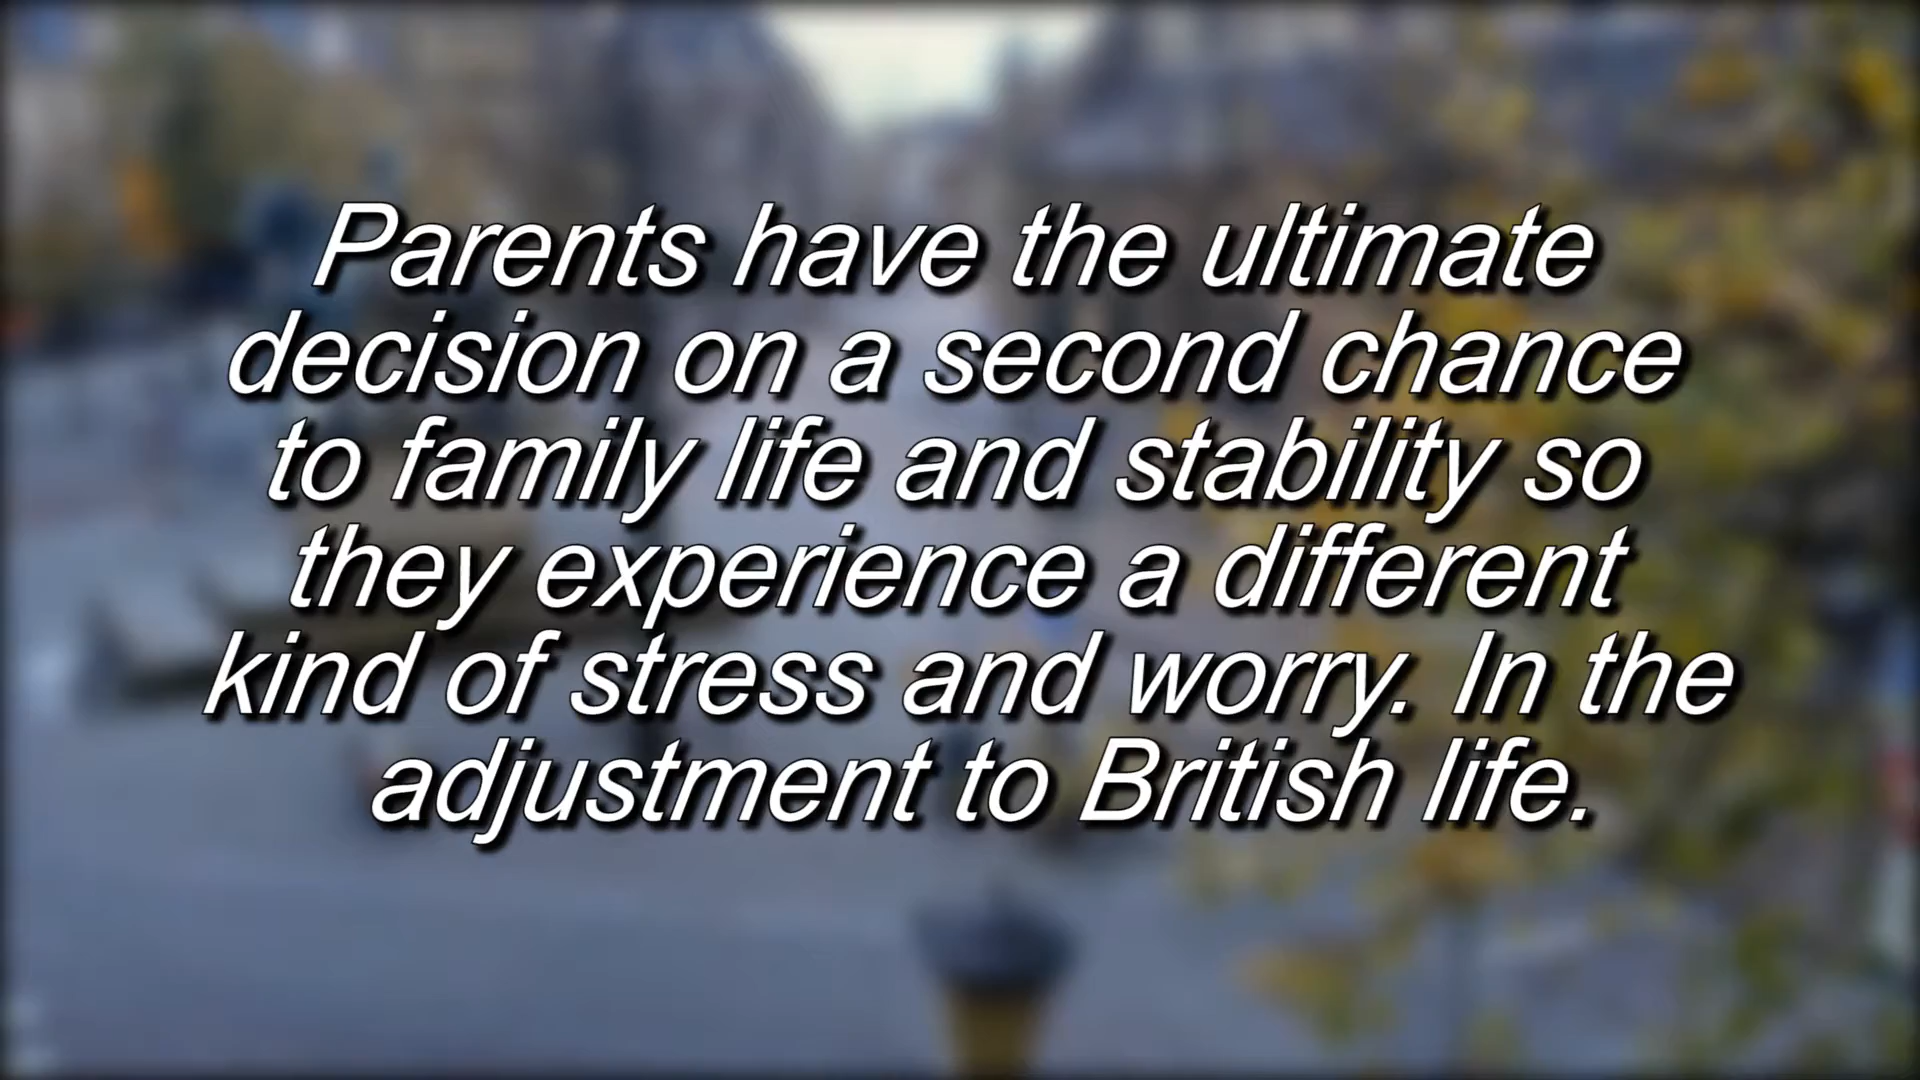 Parents have the ultimate
decision on a second chance
to family life and stability so
they experience a different
kind of stress and worry. In the
adjustment to British life.